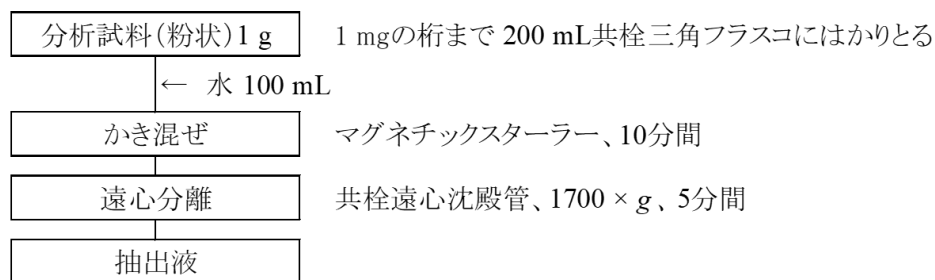 分析試料(粉状)1 g　1 mgの桁まで 200 mL共栓三角フラスコにはかりとる
← 水 100 mL
かき混ぜ　マグネチックスターラー、10分間
遠心分離　共栓遠心沈殿管、1700 × g 、5分間
抽出液